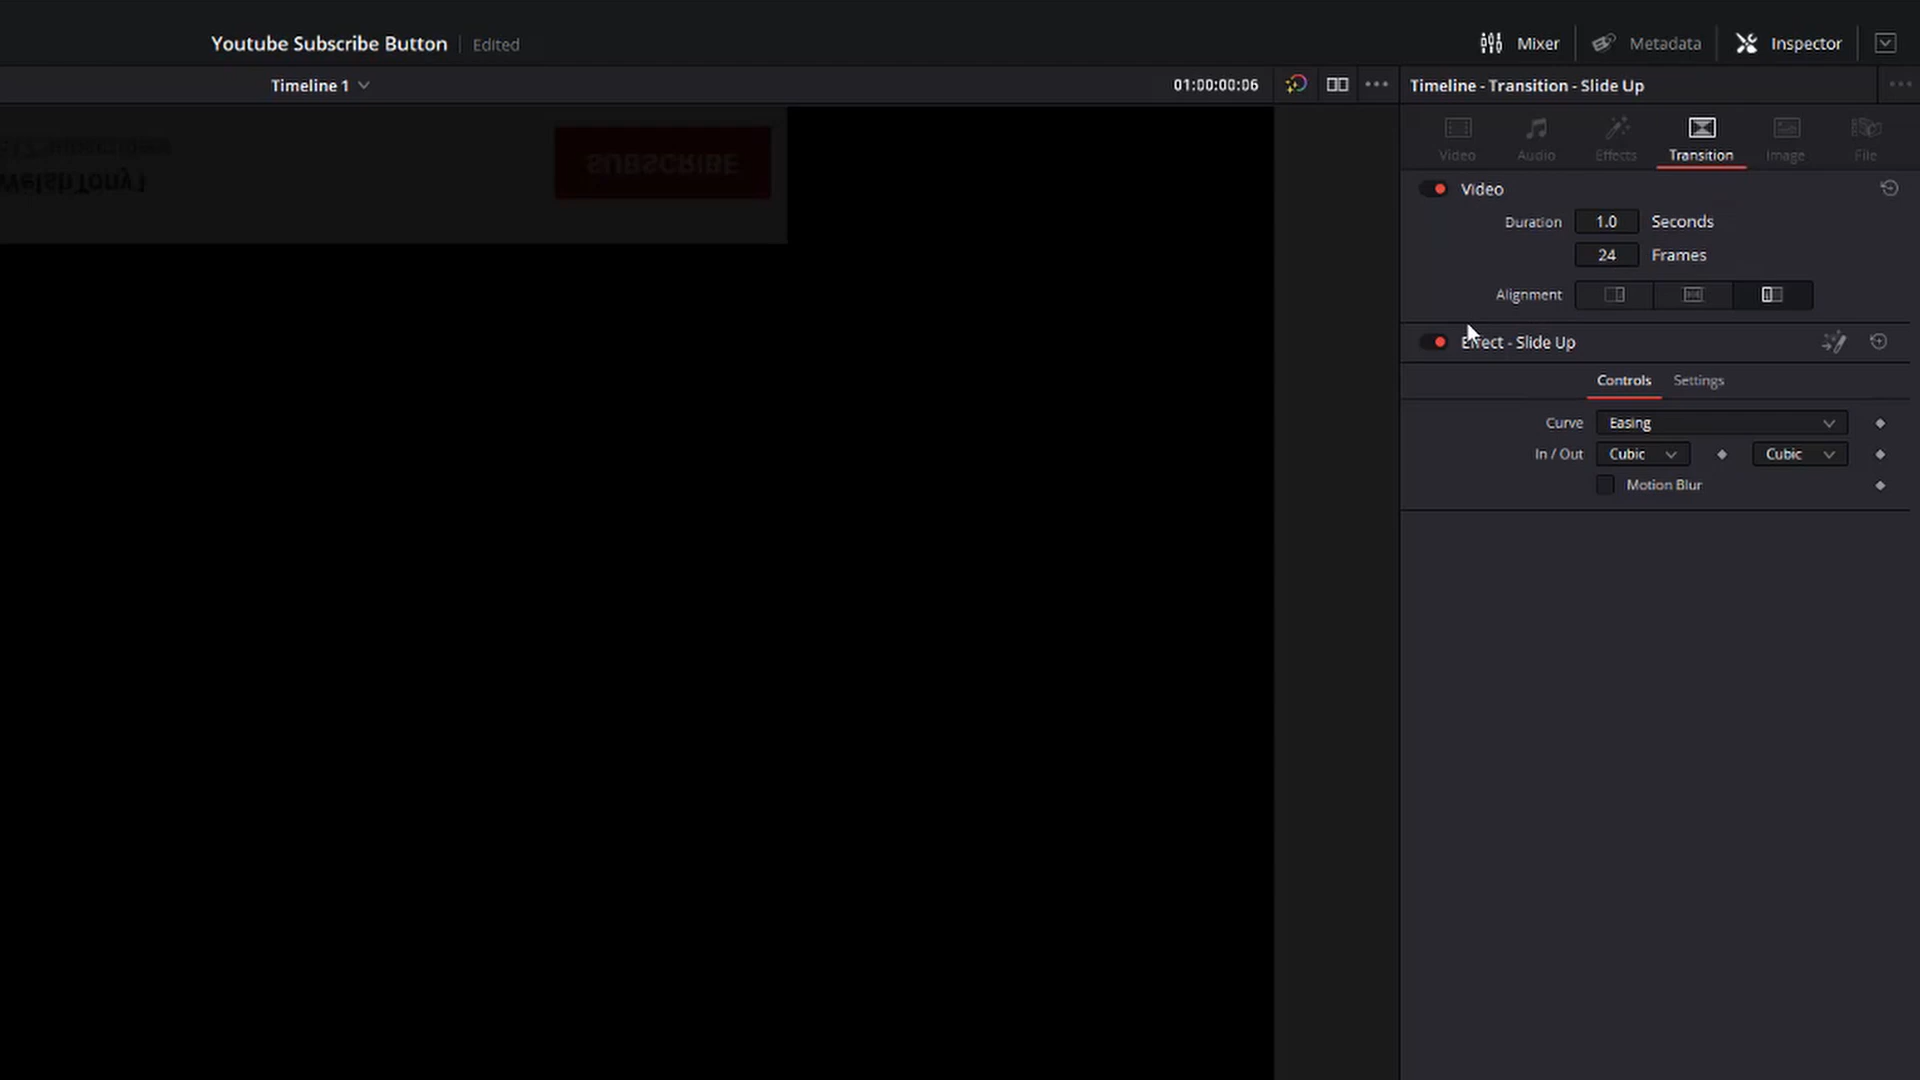 Youtube Subscribe Button Edited
Mixer Metadata Inspector
Timeline 1 01:00:00:06
Timeline - Transition - Slide Up
Video Audio Effects Transition Image File
Video
Duration 1.0 Seconds
24 Frames
Alignment
Effect - Slide Up
Controls Settings
Curve Easing
In / Out Cubic Cubic
Motion Blur
SUBSCRIBE
WelshTony1